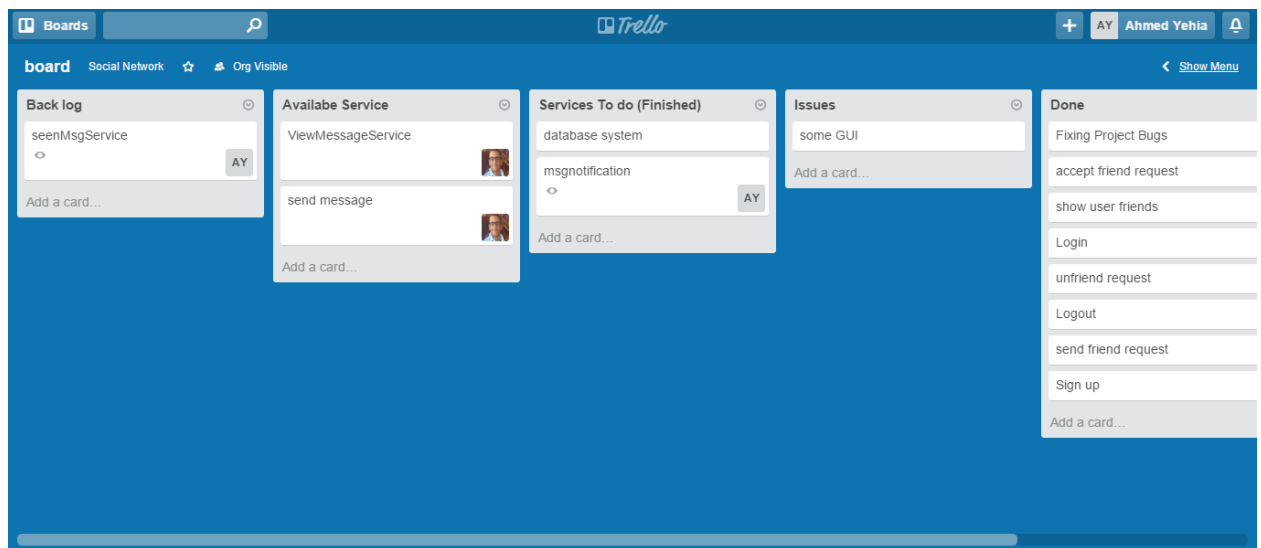 Boards
Trello
AY Ahmed Yehia
board Social Network Org Visible
Show Menu
Back log
seenMsgService
AY
Add a card...
Availabe Service
ViewMessageService
send message
Add a card...
Services To do (Finished)
database system
msgnotification
AY
Add a card...
Issues
some GUI
Add a card...
Done
Fixing Project Bugs
accept friend request
show user friends
Login
unfriend request
Logout
send friend request
Sign up
Add a card...